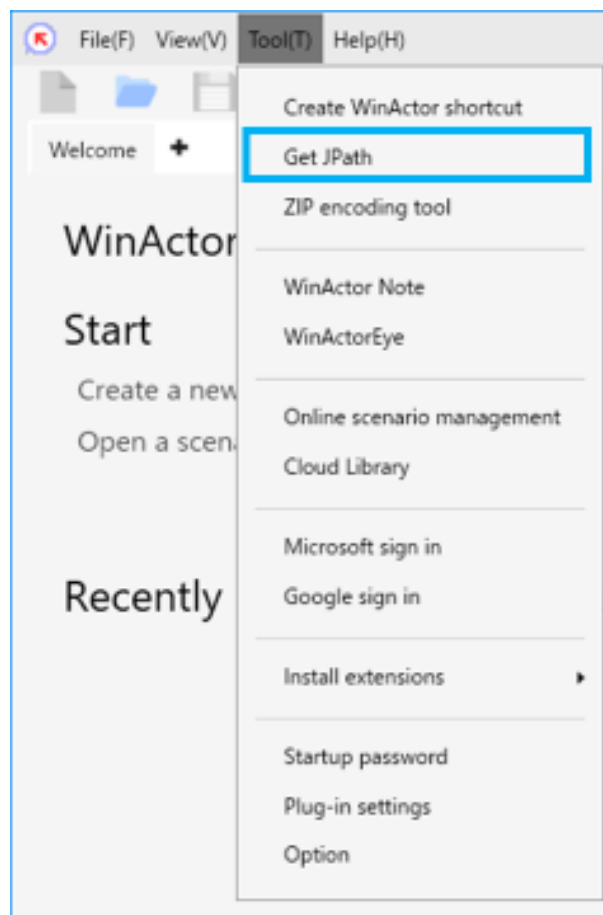 File(F) View(V) Tool(T) Help(H)
Create WinActor shortcut
Welcome +
Get JPath
ZIP encoding tool
WinActor
WinActor Note
Start
WinActorEye
Create a new
Online scenario management
Open a scen
Cloud Library
Microsoft sign in
Recently
Google sign in
Install extensions
Startup password
Plug-in settings
Option